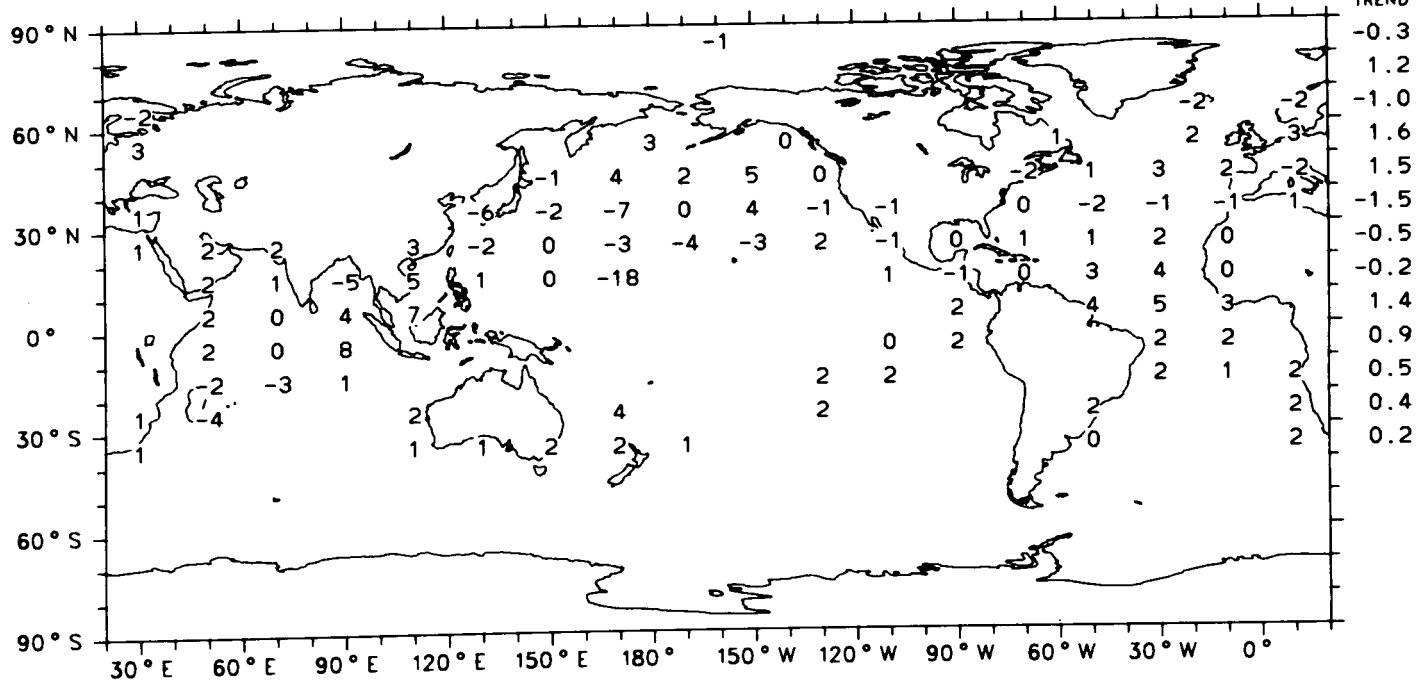 TREND
90° N -1 -0.3
1.2
-2 -2 -2 -1.0
60° N 3 3 0 1 2 3 1.6
-1 4 2 5 0 -2 1 3 2 -2 1.5
1 -6 -2 -7 0 4 -1 -1 0 -2 -1 -1 1 -1.5
30° N 1 2 2 3 -2 0 -3 -4 -3 2 -1 0 1 1 2 0 -0.5
2 1 -5 5 1 0 -18 1 -1 0 3 4 0 -0.2
2 0 4 7 2 4 5 3 1.4
0° 2 0 8 0 2 2 2 0.9
-2 -3 1 2 2 2 1 2 0.5
1 -4 2 4 2 2 2 0.4
30° S 1 1 1 2 2 1 0 2 0.2
60° S
90° S
30° E 60° E 90° E 120° E 150° E 180° 150° W 120° W 90° W 60° W 30° W 0°